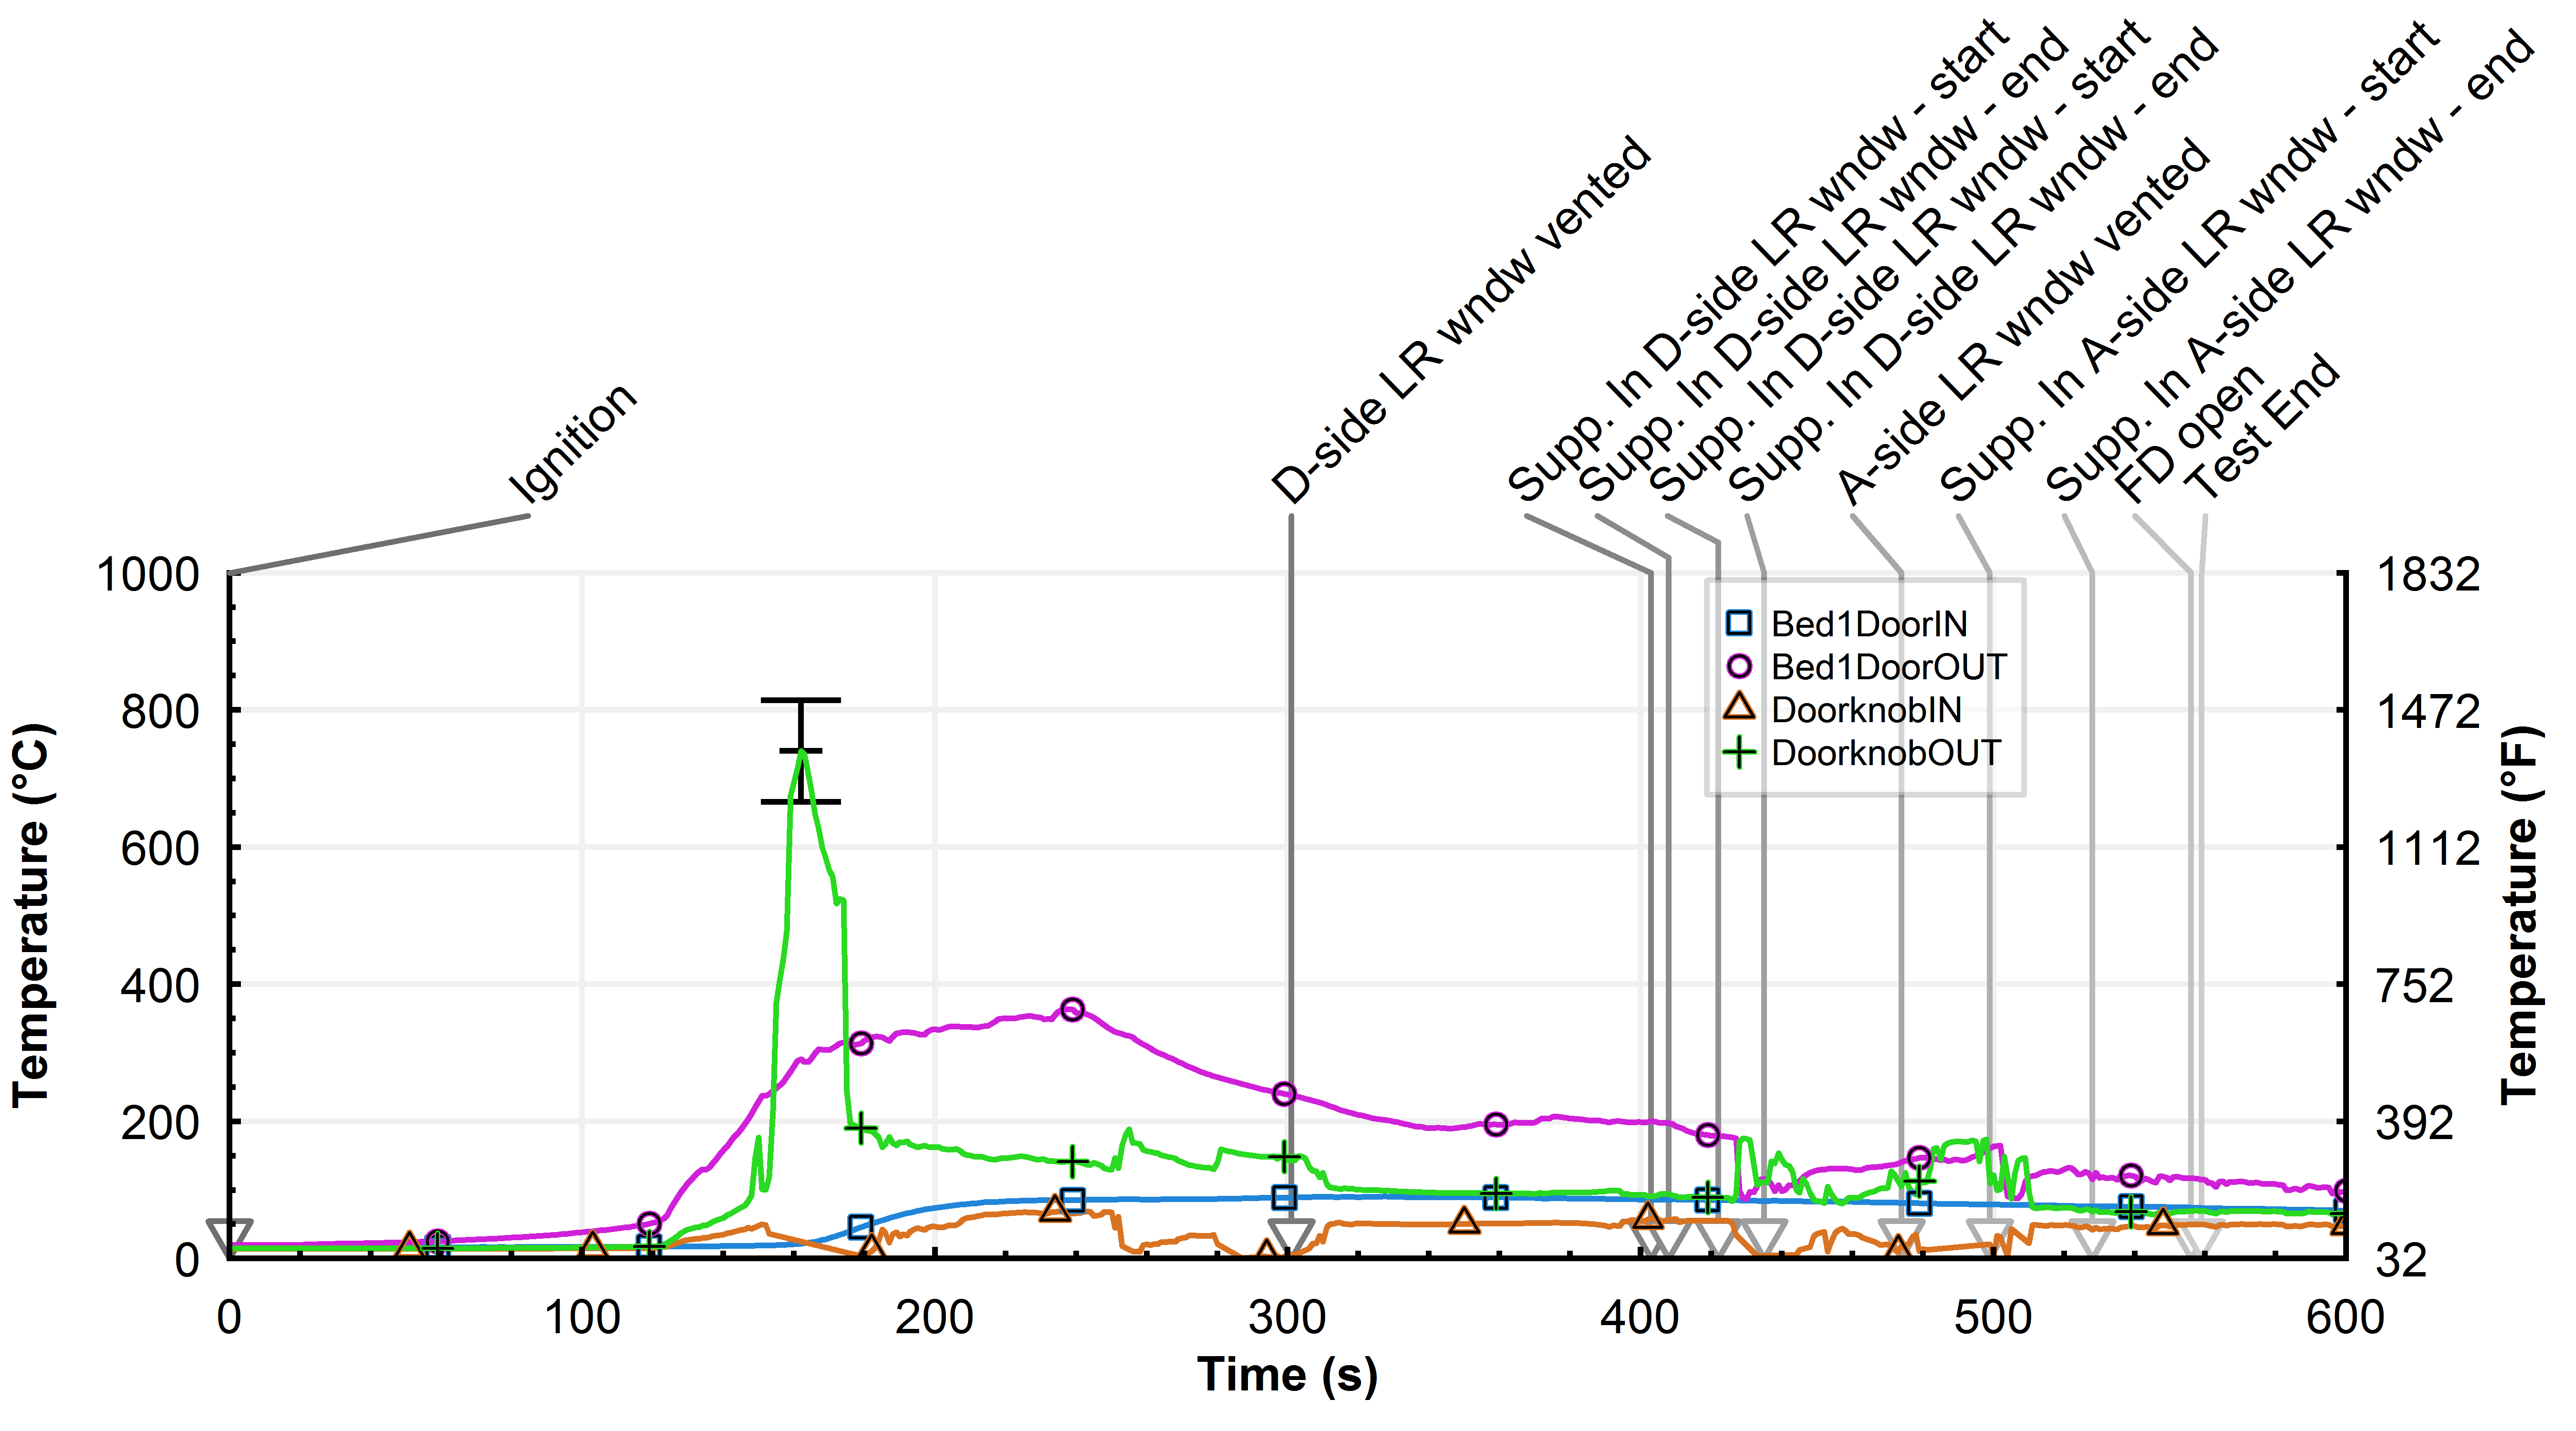 Ignition
D-side LR wndw vented
Supp. In D-side LR wndw - start
Supp. In D-side LR wndw - end
Supp. In D-side LR wndw - start
Supp. In D-side LR wndw - end
A-side LR wndw vented
Supp. In A-side LR wndw - start
Supp. In A-side LR wndw - end
FD open
Test End
1000
800
600
400
200
0
Temperature (°C)
1832
1472
1112
752
392
32
Temperature (°F)
Bed1DoorIN
Bed1DoorOUT
DoorknobIN
DoorknobOUT
0 100 200 300 400 500 600
Time (s)